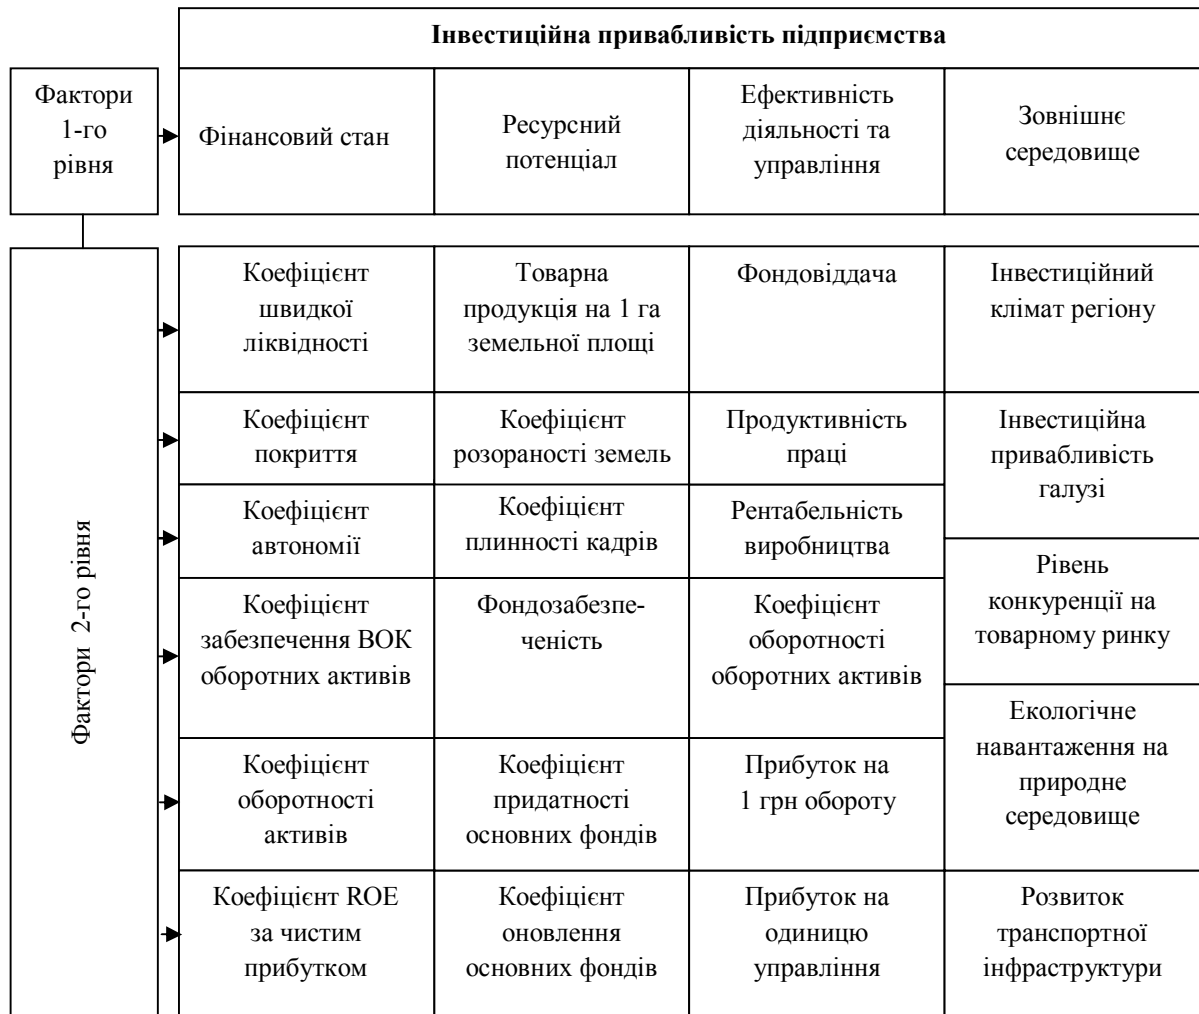 Інвестиційна привабливість підприємства
Фактори
1-го
рівня
Фінансовий стан
Ресурсний
потенціал
Ефективність
діяльності та
управління
Зовнішнє
середовище
Фактори 2-го рівня
Коефіцієнт
швидкої
ліквідності
Товарна
продукція на 1 га
земельної площі
Фондовіддача
Інвестиційний
клімат регіону
Коефіцієнт
покриття
Коефіцієнт
розораності земель
Продуктивність
праці
Інвестиційна
привабливість
галузі
Коефіцієнт
автономії
Коефіцієнт
плинності кадрів
Рентабельність
виробництва
Рівень
конкуренції на
товарному ринку
Коефіцієнт
забезпечення ВОК
оборотних активів
Фондозабезпе-
ченість
Коефіцієнт
оборотності
оборотних активів
Екологічне
навантаження на
природне
середовище
Коефіцієнт
оборотності
активів
Коефіцієнт
придатності
основних фондів
Прибуток на
1 грн обороту
Коефіцієнт ROE
за чистим
прибутком
Коефіцієнт
оновлення
основних фондів
Прибуток на
одиницю
управління
Розвиток
транспортної
інфраструктури